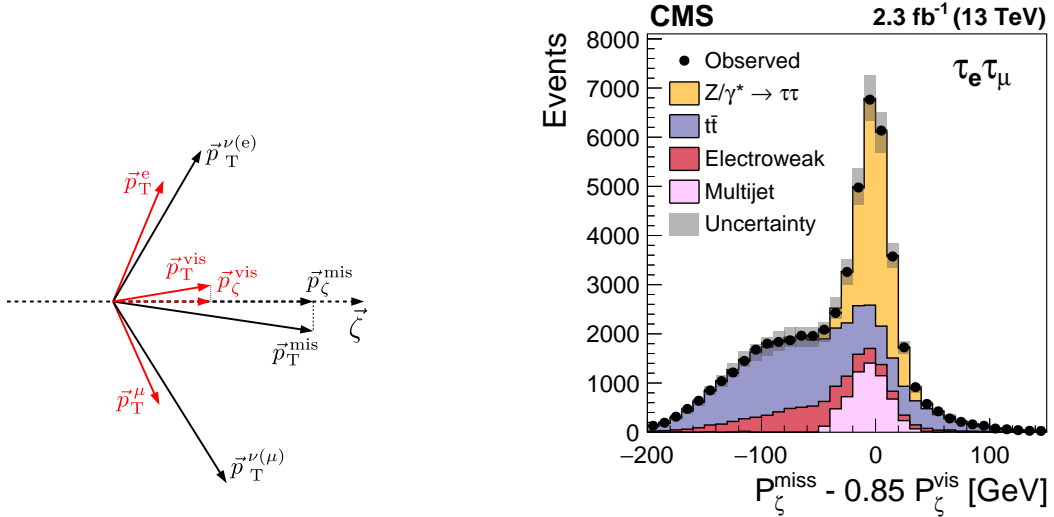 p⃗_T^ν(e)
p⃗_T^e
p⃗_T^vis
p⃗_ζ^vis
p⃗_ζ^mis
ζ⃗
p⃗_T^mis
p⃗_T^μ
p⃗_T^ν(μ)
CMS 2.3 fb⁻¹ (13 TeV)
Events
8000
7000
6000
5000
4000
3000
2000
1000
0
τ_eτ_μ
Observed
Z/γ* → ττ
tt̄
Electroweak
Multijet
Uncertainty
−200 −100 0 100
P_ζ^miss - 0.85 P_ζ^vis [GeV]